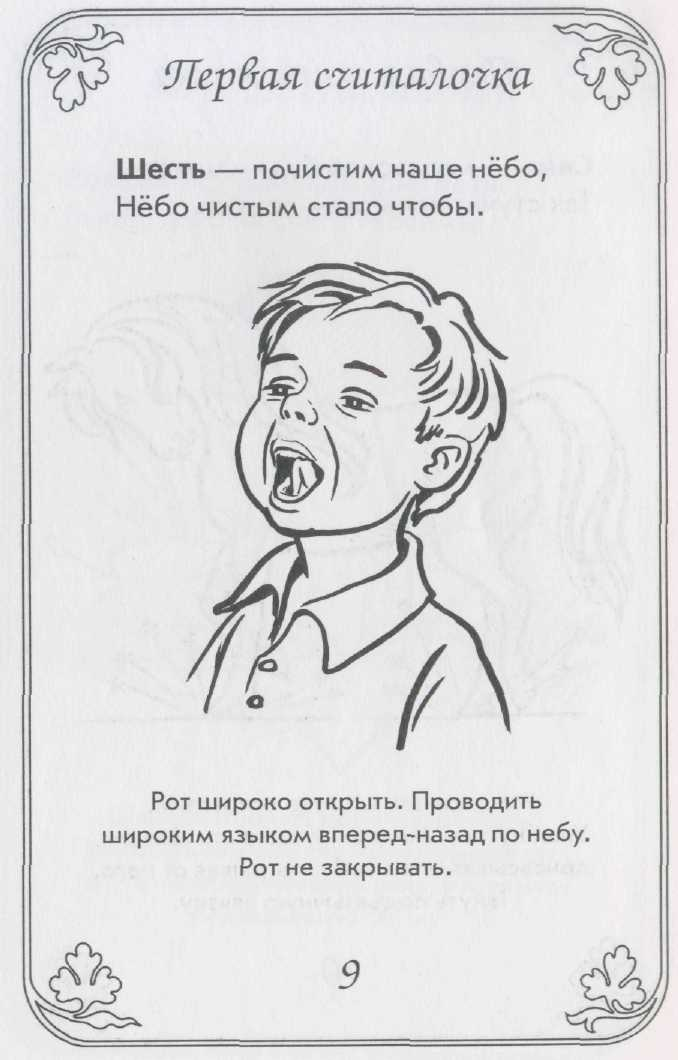 Первая считалочка
Шесть — почистим наше нёбо,
Нёбо чистым стало чтобы.
Рот широко открыть. Проводить
широким языком вперед-назад по небу.
Рот не закрывать.
9